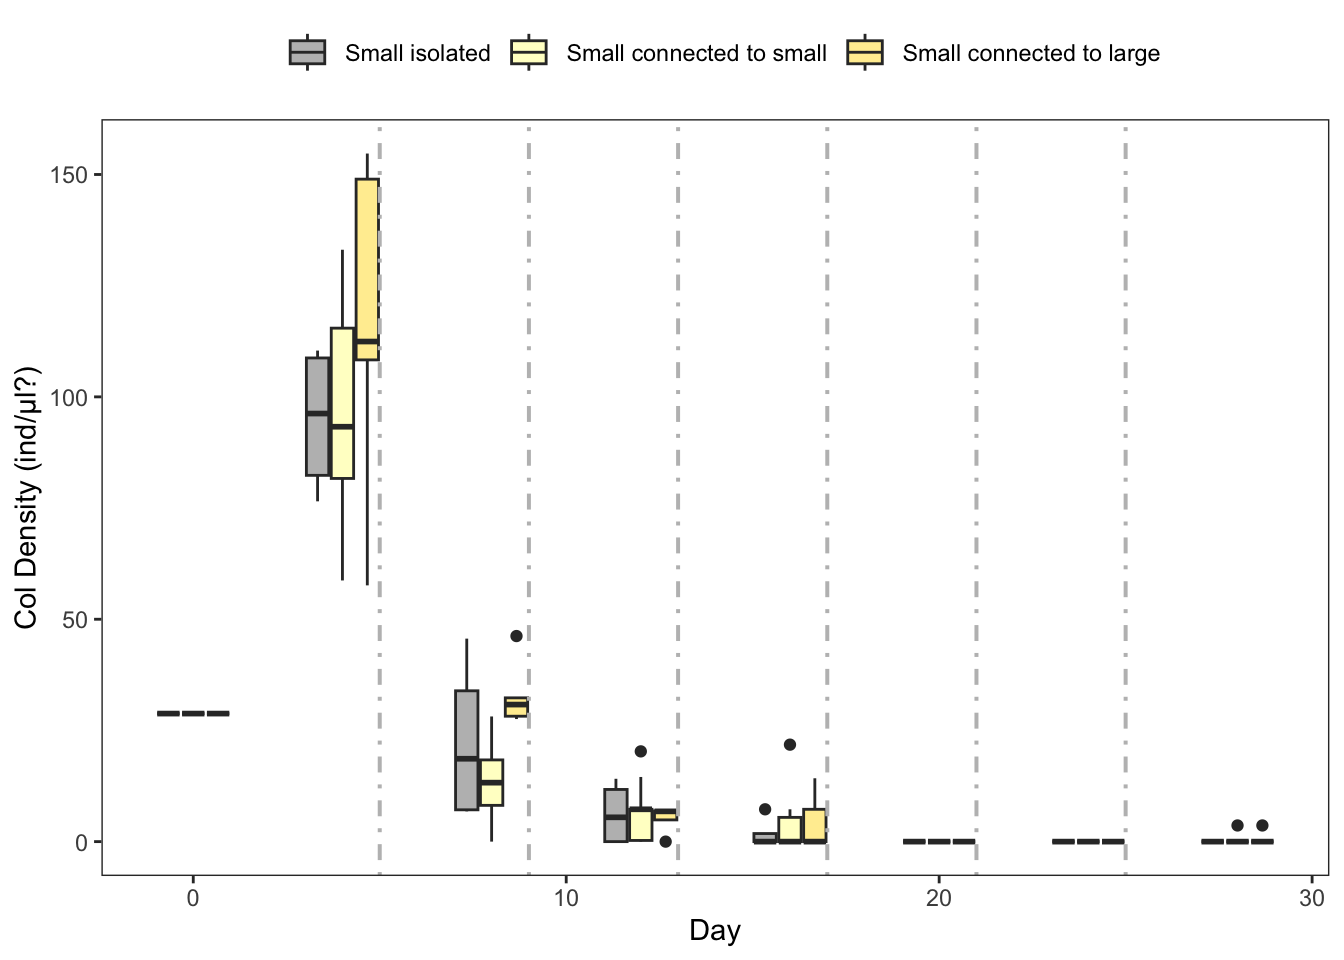 Small isolated Small connected to small Small connected to large
150
100
50
0
Col Density (ind/μl?)
0 10 20 30
Day